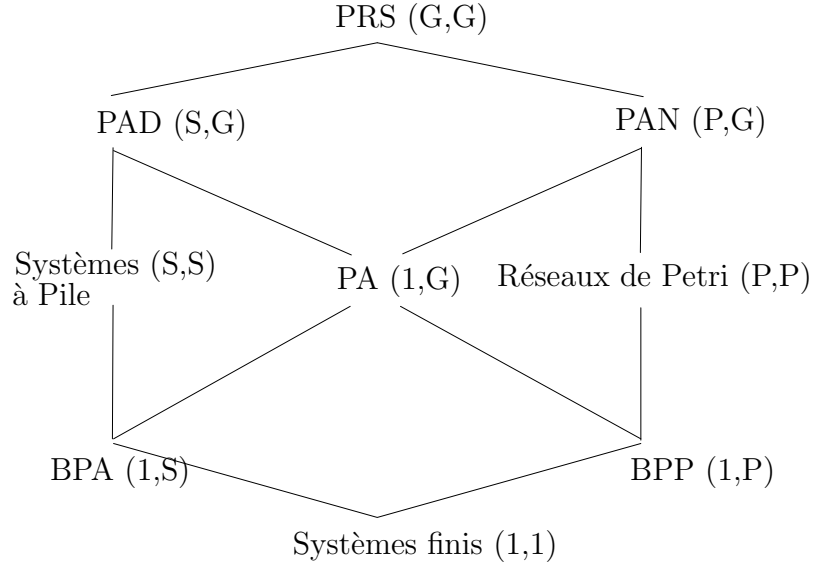 PRS (G,G)
PAD (S,G)
PAN (P,G)
Systèmes (S,S)
à Pile
PA (1,G)
Réseaux de Petri (P,P)
BPA (1,S)
BPP (1,P)
Systèmes finis (1,1)